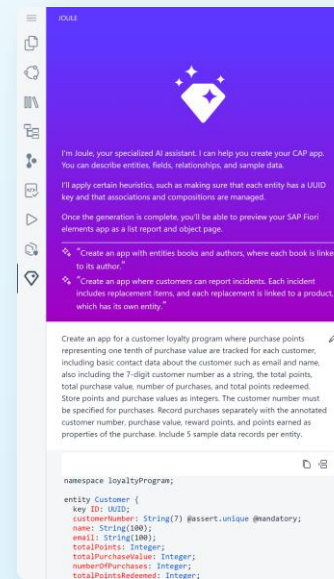 JOULE
I'm Joule, your specialized AI assistant. I can help you create your CAP app.
You can describe entities, fields, relationships, and sample data.
I'll apply certain heuristics, such as making sure that each entity has a UUID
key and that associations and compositions are managed.
Once the generation is complete, you'll be able to preview your SAP Fiori
elements app as a list report and object page.
"Create an app with entities books and authors, where each book is linked
to its author."
"Create an app where customers can report incidents. Each incident
includes replacement items, and each replacement is linked to a product,
which has its own entity."
Create an app for a customer loyalty program where purchase points
representing one tenth of purchase value are tracked for each customer,
including basic contact data about the customer such as email and name,
also including the 7-digit customer number as a string, the total points,
total purchase value, number of purchases, and total points redeemed.
Store points and purchase values as integers. The customer number must
be specified for purchases. Record purchases separately with the annotated
customer number, purchase value, reward points, and points earned as
properties of the purchase. Include 5 sample data records per entity.
namespace loyaltyProgram;
entity Customer {
key ID: UUID;
customerNumber: String(7) @assert.unique @mandatory;
name: String(100);
email: String(100);
totalPoints: Integer;
totalPurchaseValue: Integer;
numberOfPurchases: Integer;
totalPointsRedeemed: Integer;